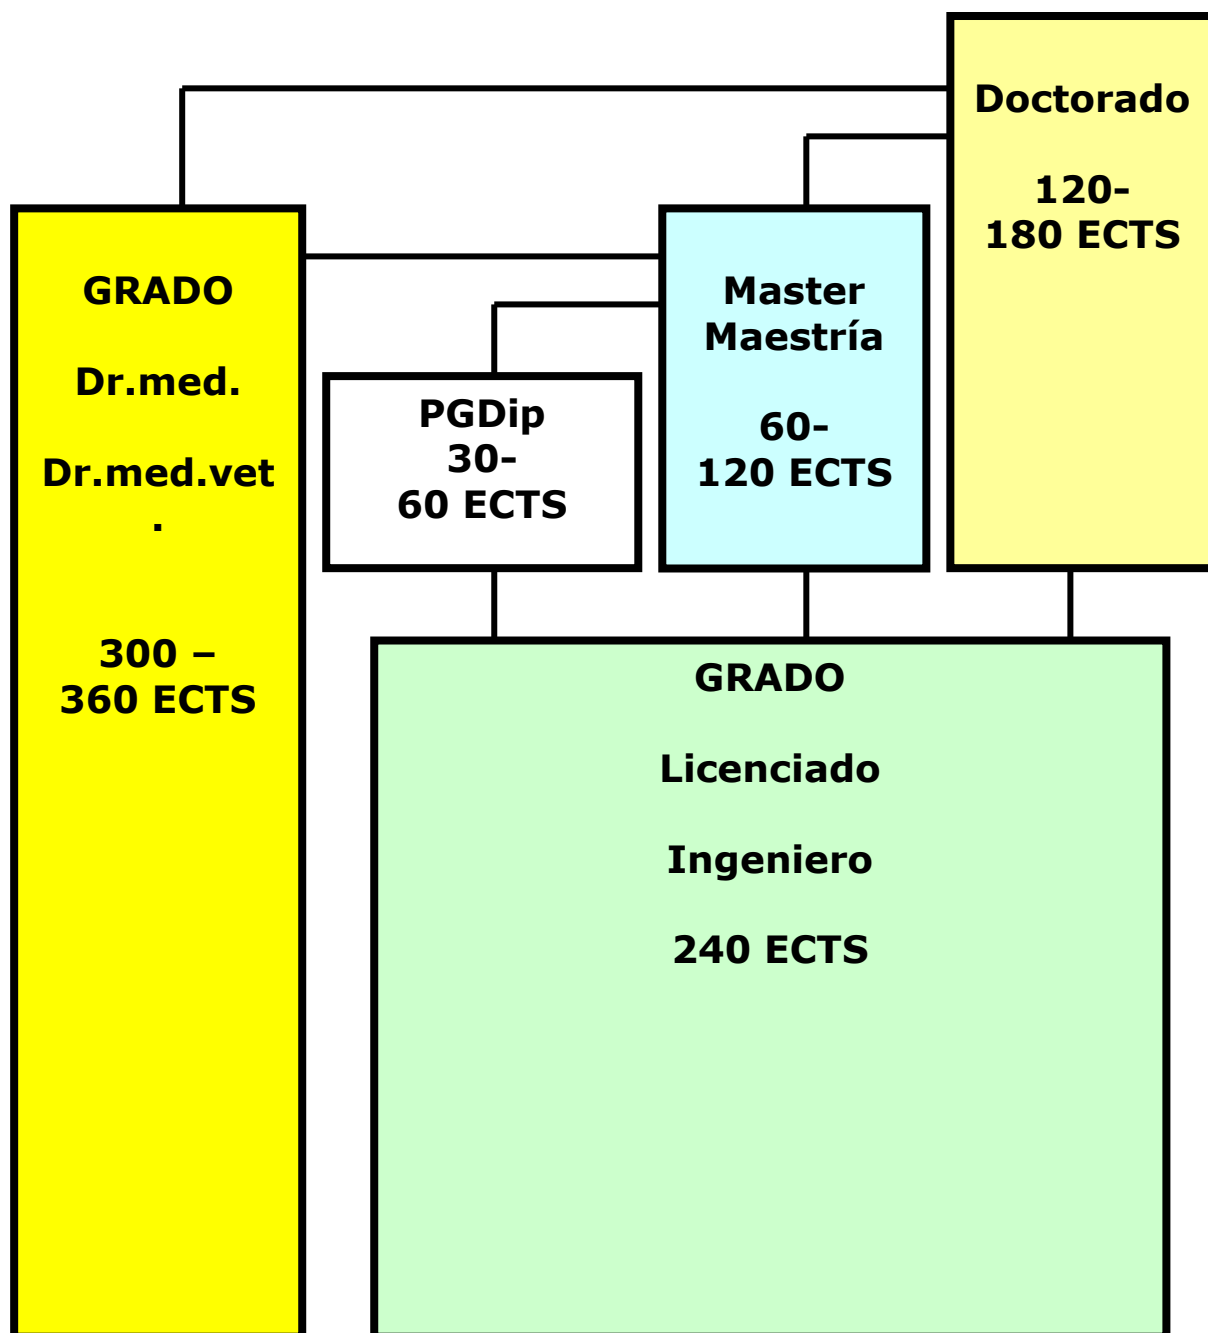 Doctorado
120-
180 ECTS
GRADO
Dr.med.
Dr.med.vet
.
300 –
360 ECTS
Master
Maestría
60-
120 ECTS
PGDip
30-
60 ECTS
GRADO
Licenciado
Ingeniero
240 ECTS